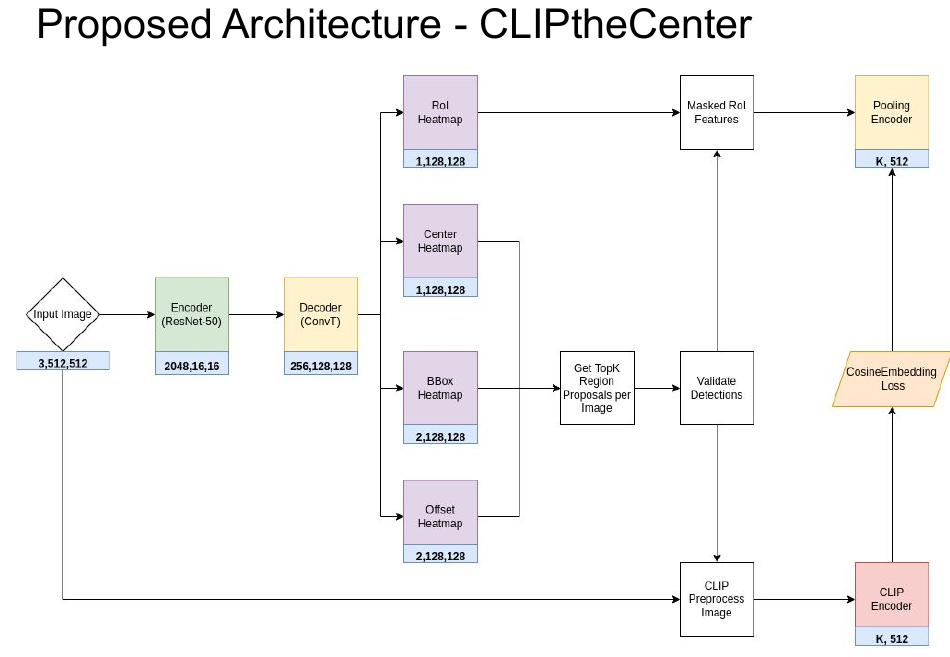 Proposed Architecture - CLIPtheCenter
RoI
Heatmap
1,128,128
Masked RoI
Features
Pooling
Encoder
K, 512
Center
Heatmap
1,128,128
Input Image
3,512,512
Encoder
(ResNet-50)
2048,16,16
Decoder
(ConvT)
256,128,128
BBox
Heatmap
2,128,128
Get TopK
Region
Proposals per
Image
Validate
Detections
CosineEmbedding
Loss
Offset
Heatmap
2,128,128
CLIP
Preprocess
Image
CLIP
Encoder
K, 512